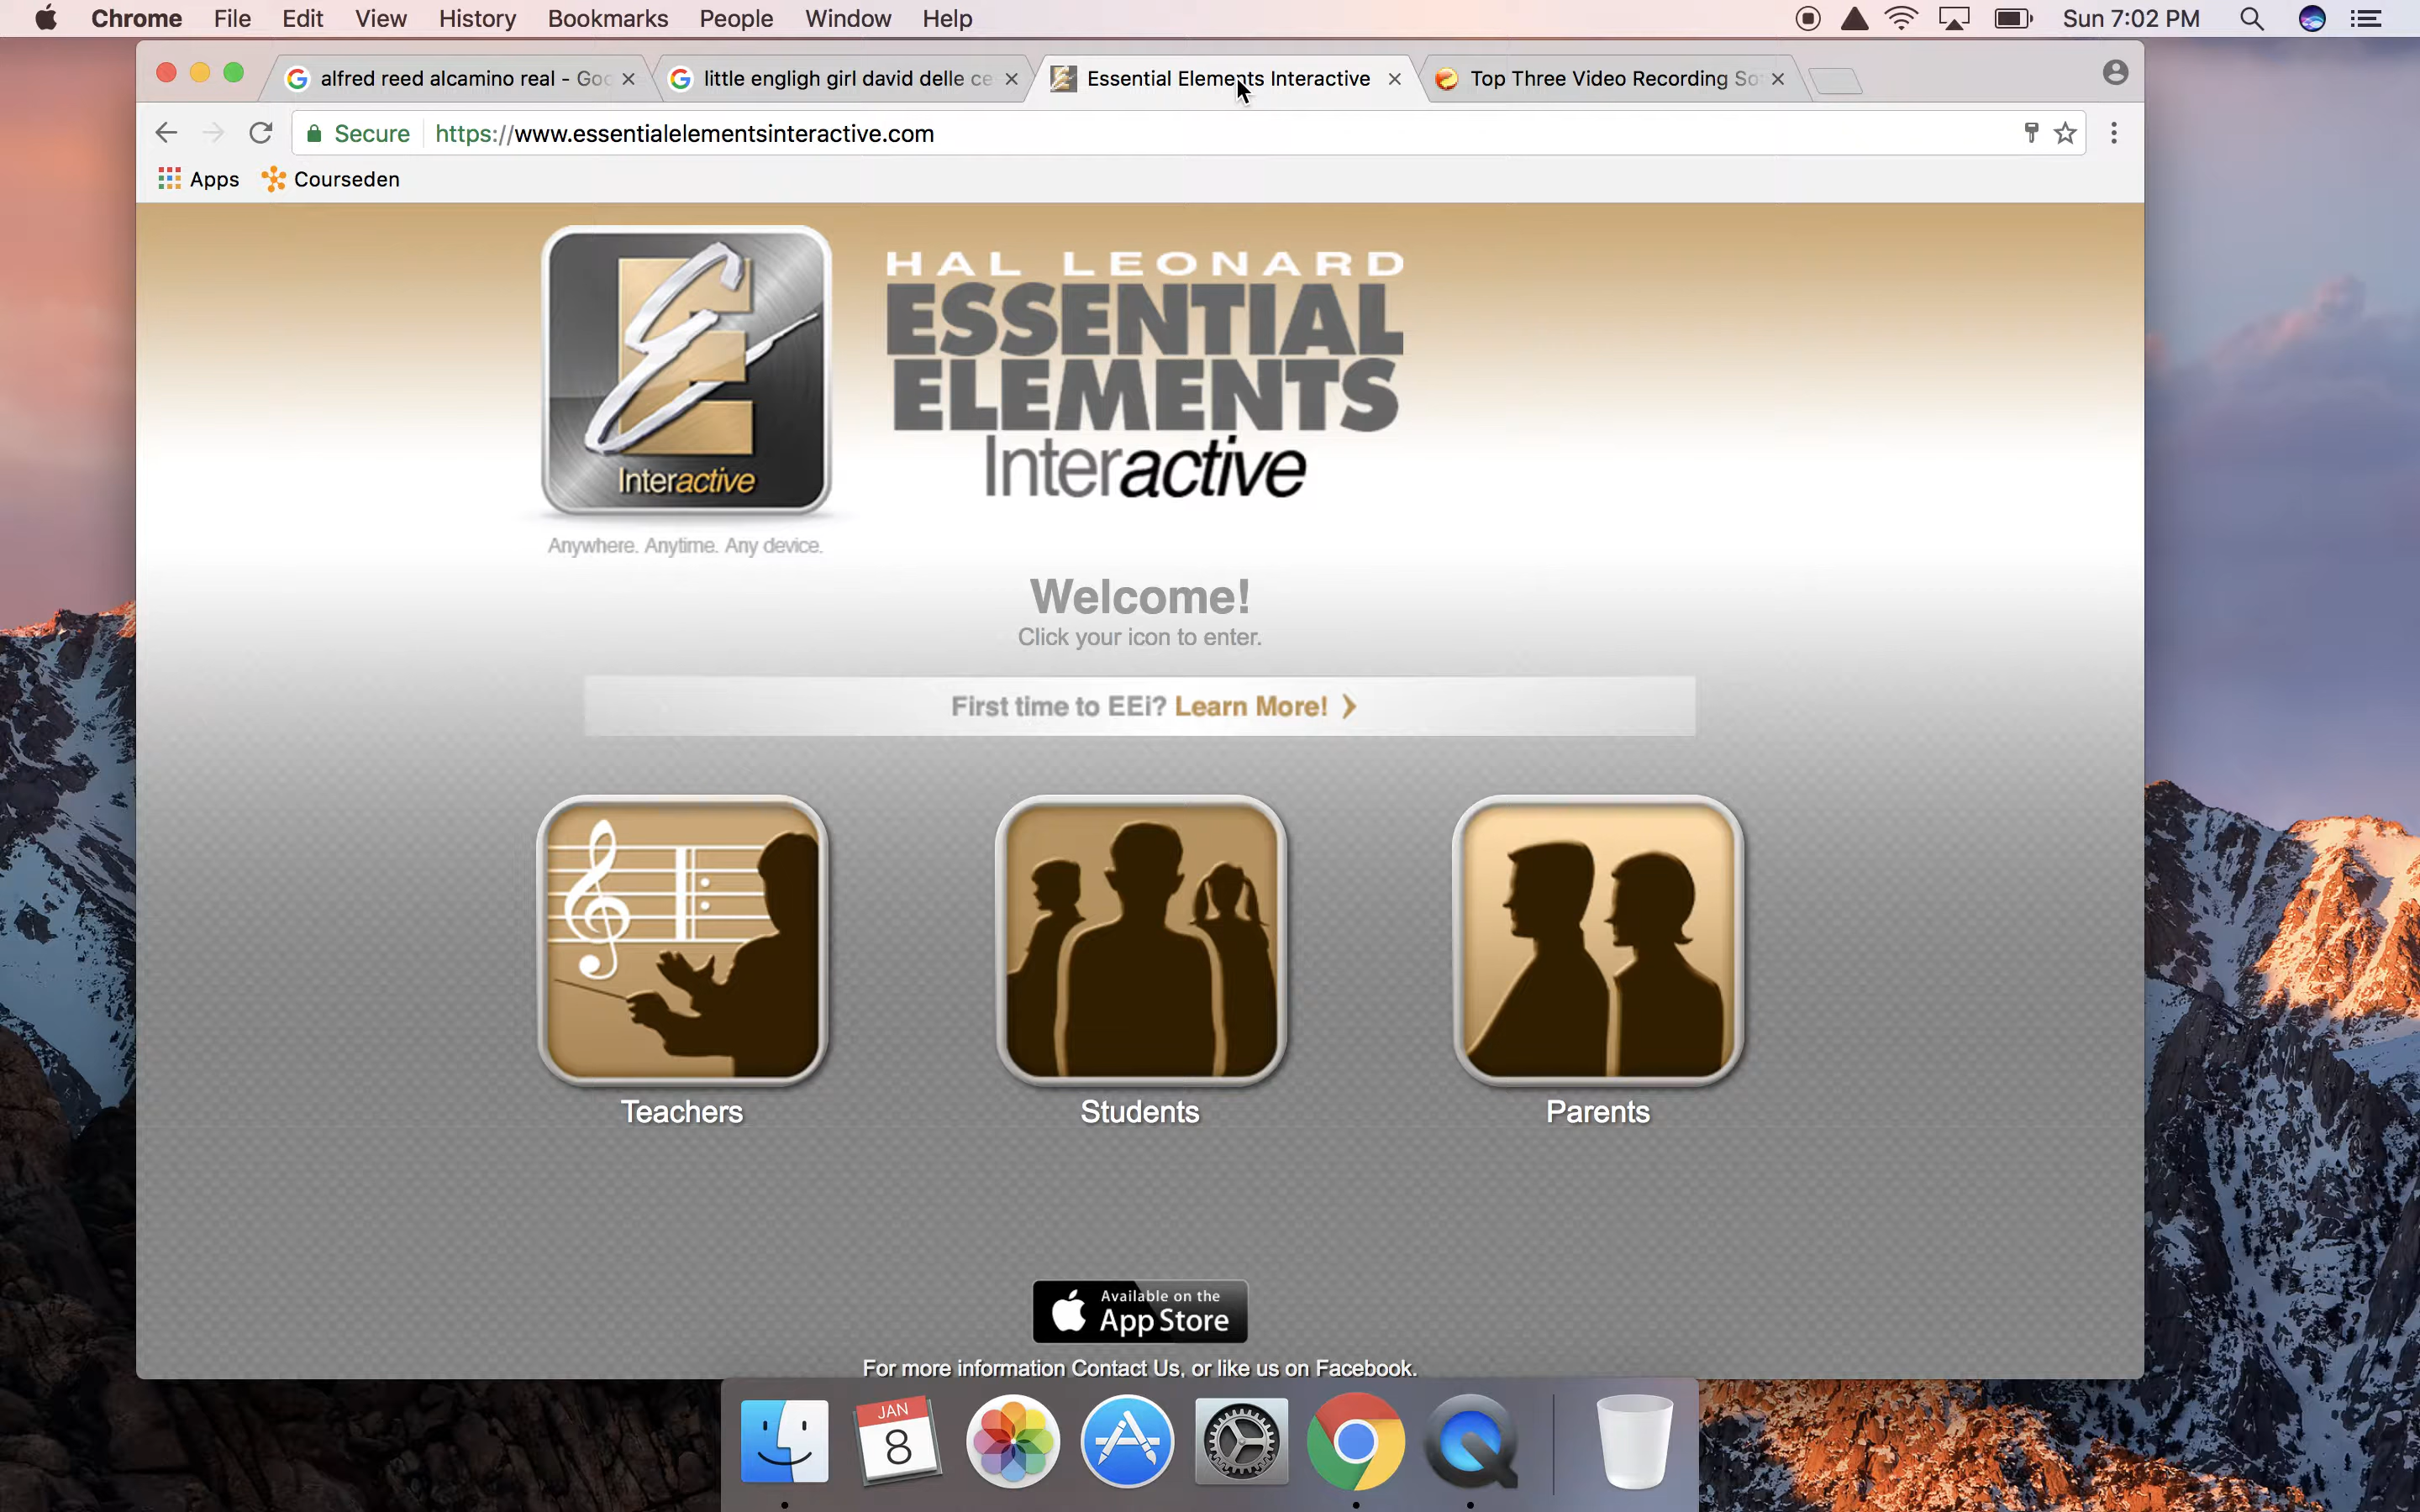 Chrome File Edit View History Bookmarks People Window Help Sun 7:02 PM
alfred reed alcamino real - Goo little engligh girl david delle ce Essential Elements Interactive Top Three Video Recording So
Secure https://www.essentialelementsinteractive.com
Apps Courseden
HAL LEONARD
ESSENTIAL
ELEMENTS
Interactive
Interactive
Anywhere. Anytime. Any device.
Welcome!
Click your icon to enter.
First time to EEi? Learn More!
Teachers Students Parents
Available on the
App Store
For more information Contact Us, or like us on Facebook.
JAN
8